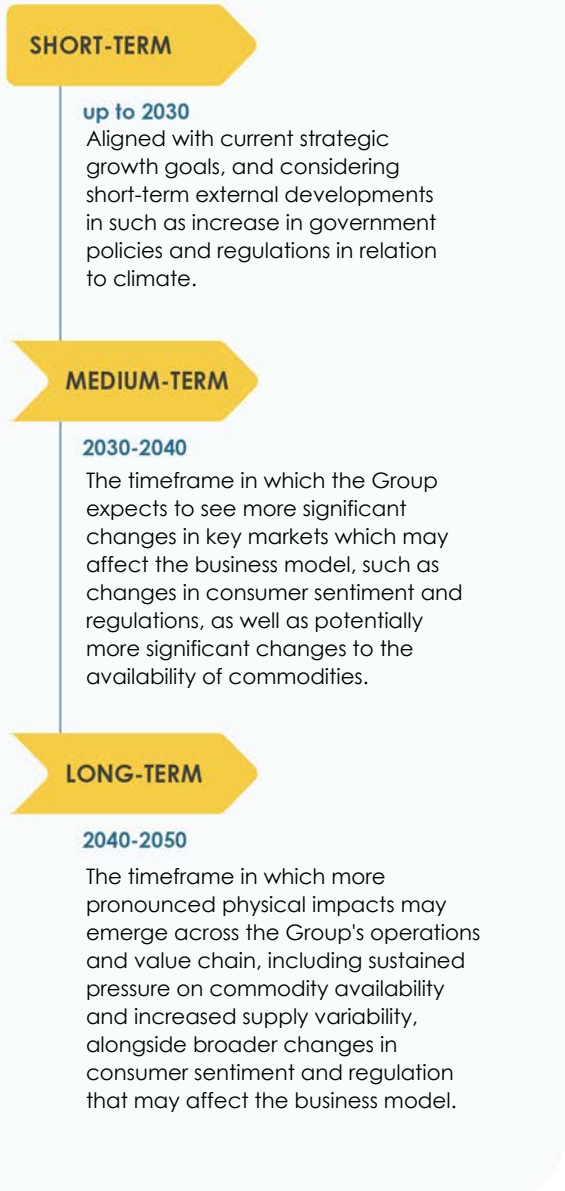 SHORT-TERM
up to 2030
Aligned with current strategic
growth goals, and considering
short-term external developments
in such as increase in government
policies and regulations in relation
to climate.
MEDIUM-TERM
2030-2040
The timeframe in which the Group
expects to see more significant
changes in key markets which may
affect the business model, such as
changes in consumer sentiment and
regulations, as well as potentially
more significant changes to the
availability of commodities.
LONG-TERM
2040-2050
The timeframe in which more
pronounced physical impacts may
emerge across the Group's operations
and value chain, including sustained
pressure on commodity availability
and increased supply variability,
alongside broader changes in
consumer sentiment and regulation
that may affect the business model.